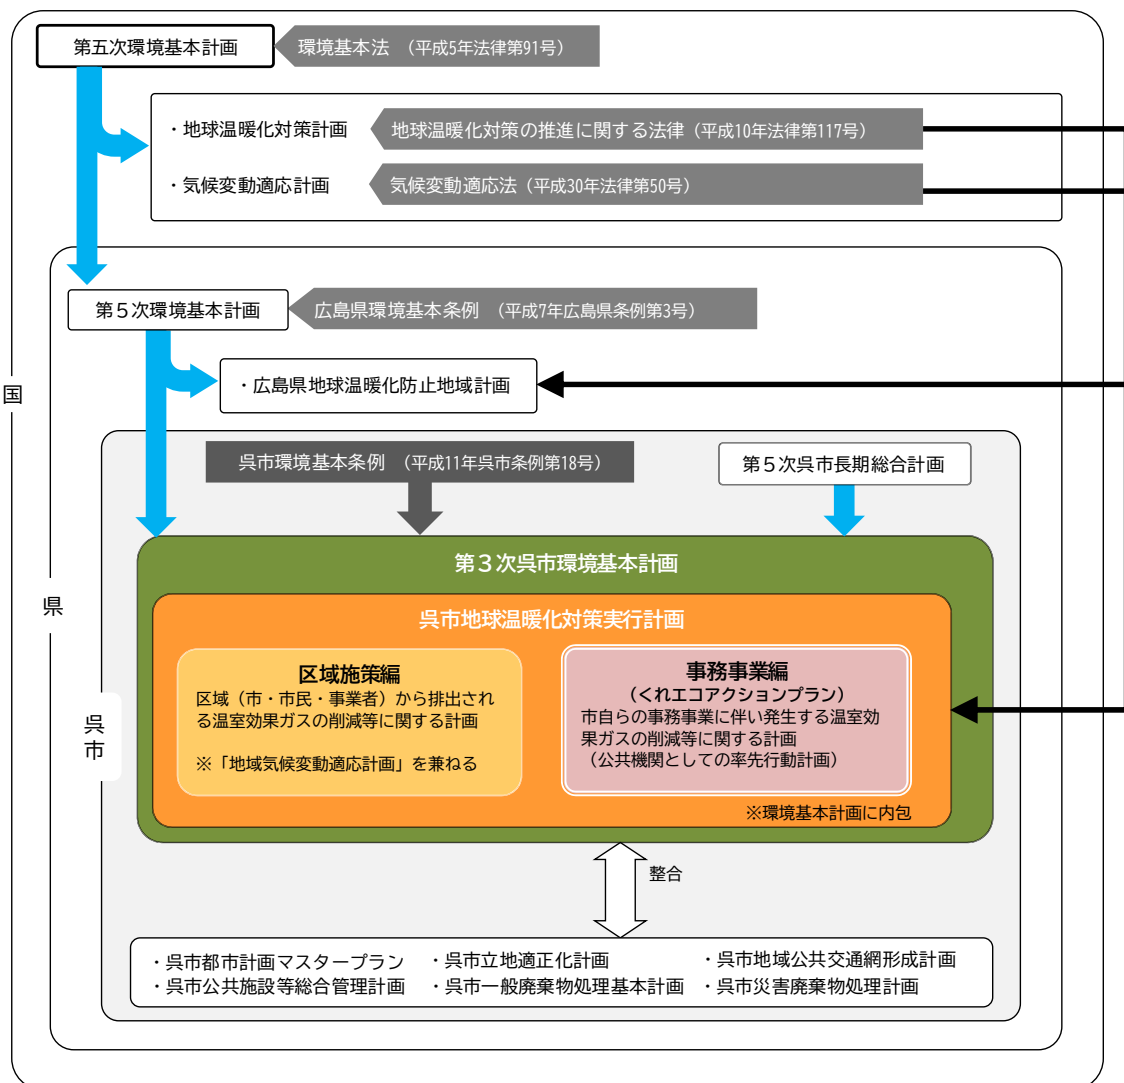 第五次環境基本計画
環境基本法 （平成5年法律第91号）
・地球温暖化対策計画
地球温暖化対策の推進に関する法律（平成10年法律第117号）
・気候変動適応計画
気候変動適応法（平成30年法律第50号）
国
第５次環境基本計画
広島県環境基本条例 （平成7年広島県条例第3号）
・広島県地球温暖化防止地域計画
県
呉市環境基本条例 （平成11年呉市条例第18号）
第５次呉市長期総合計画
呉市
第３次呉市環境基本計画
呉市地球温暖化対策実行計画
区域施策編
区域（市・市民・事業者）から排出され
る温室効果ガスの削減等に関する計画
※「地域気候変動適応計画」を兼ねる
事務事業編
（くれエコアクションプラン）
市自らの事務事業に伴い発生する温室効
果ガスの削減等に関する計画
（公共機関としての率先行動計画）
※環境基本計画に内包
整合
・呉市都市計画マスタープラン ・呉市立地適正化計画 ・呉市地域公共交通網形成計画
・呉市公共施設等総合管理計画 ・呉市一般廃棄物処理基本計画 ・呉市災害廃棄物処理計画